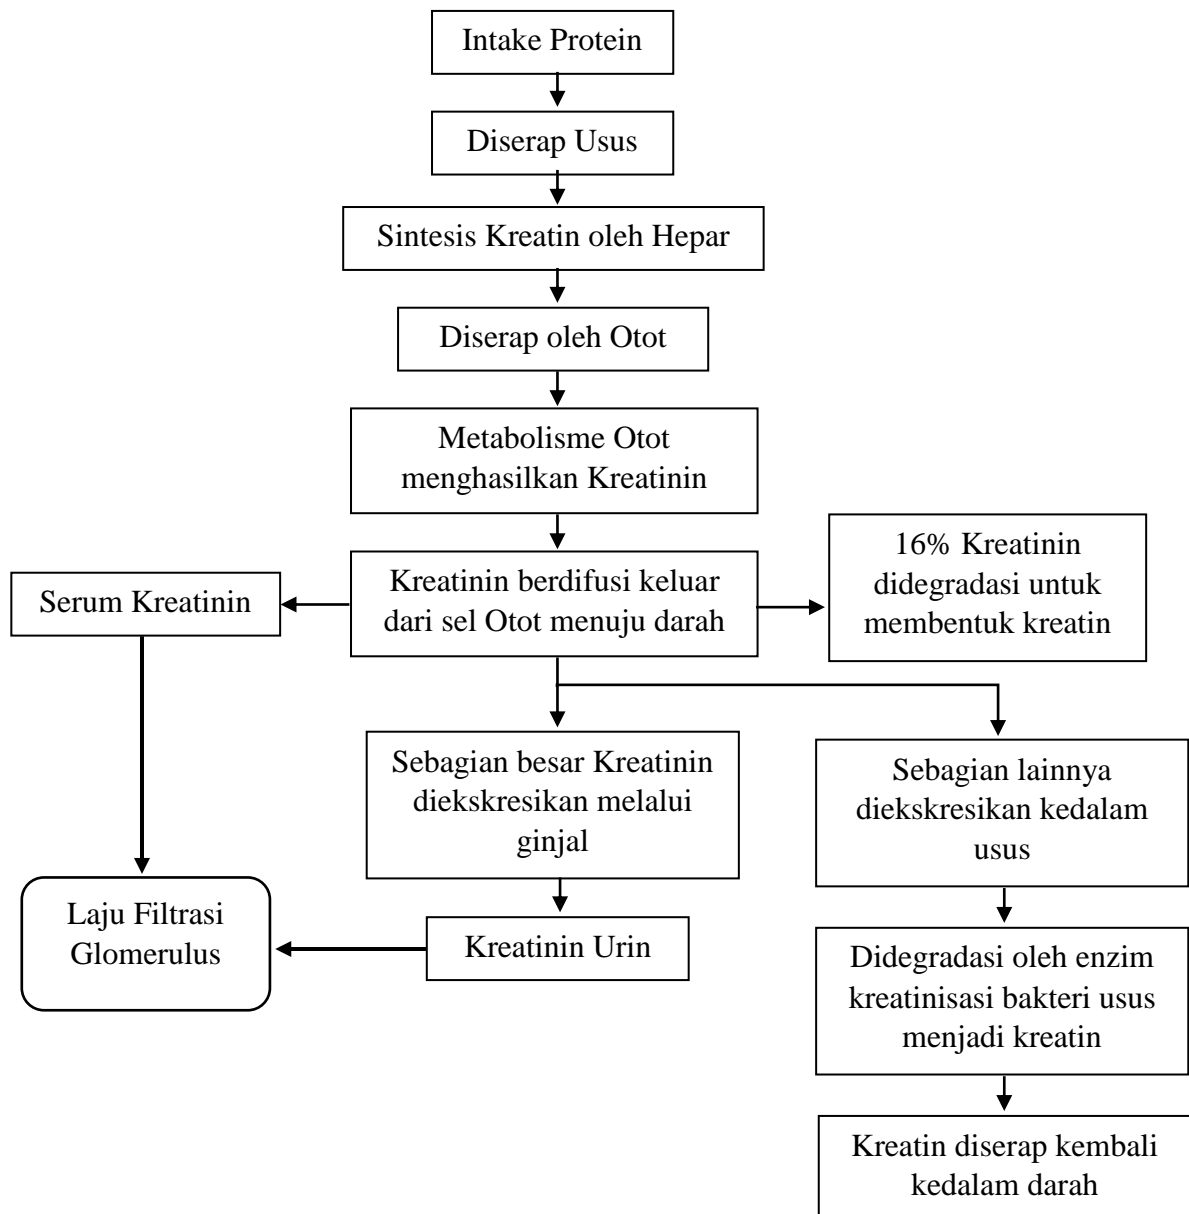 Intake Protein
Diserap Usus
Sintesis Kreatin oleh Hepar
Diserap oleh Otot
Metabolisme Otot
menghasilkan Kreatinin
16% Kreatinin
didegradasi untuk
membentuk kreatin
Kreatinin berdifusi keluar
dari sel Otot menuju darah
Serum Kreatinin
Sebagian besar Kreatinin
diekskresikan melalui
ginjal
Sebagian lainnya
diekskresikan kedalam
usus
Laju Filtrasi
Glomerulus
Kreatinin Urin
Didegradasi oleh enzim
kreatinisasi bakteri usus
menjadi kreatin
Kreatin diserap kembali
kedalam darah